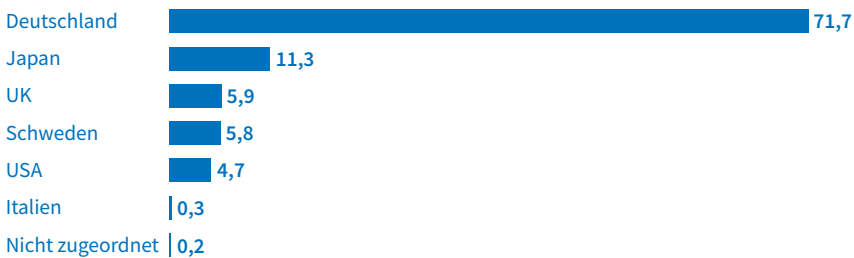 Deutschland 71,7
Japan 11,3
UK 5,9
Schweden 5,8
USA 4,7
Italien 0,3
Nicht zugeordnet 0,2